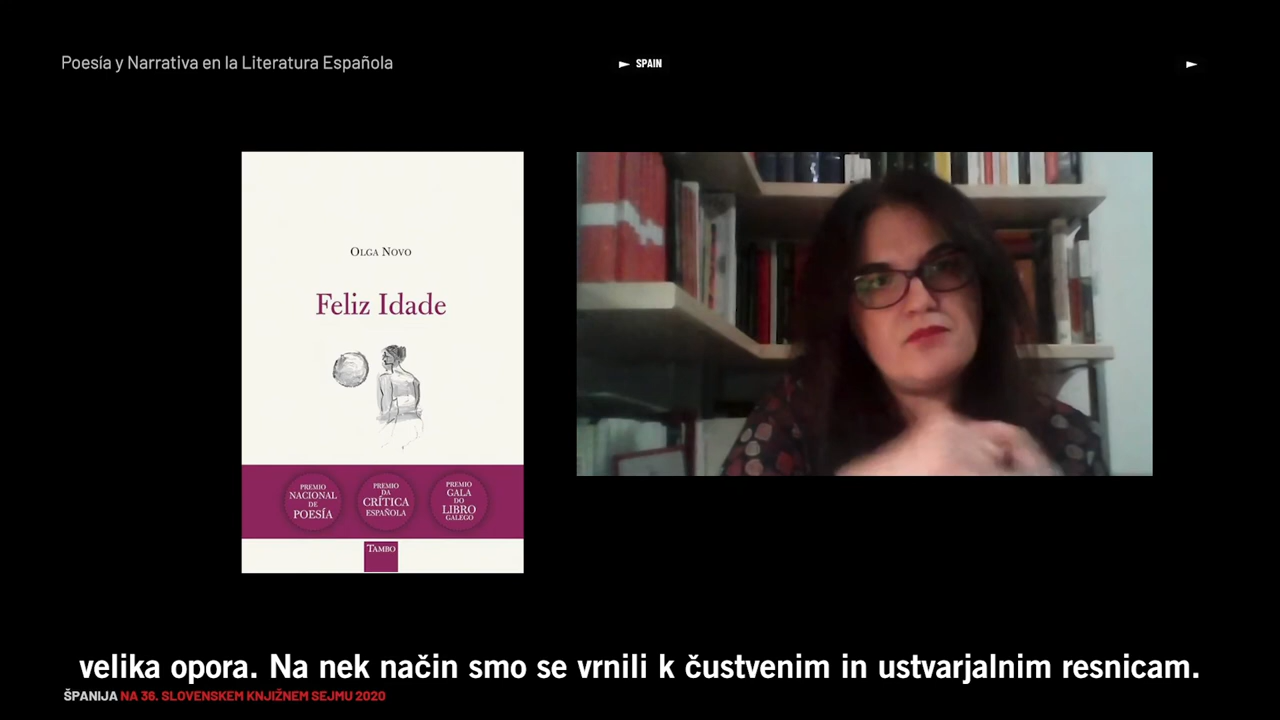 Poesía y Narrativa en la Literatura Española
SPAIN
OLGA NOVO
Feliz Idade
PREMIO
NACIONAL
DE
POESÍA
PREMIO
DA
CRÍTICA
ESPAÑOLA
PREMIO
GALA
DO
LIBRO
GALEGO
TAMBO
velika opora. Na nek način smo se vrnili k čustvenim in ustvarjalnim resnicam.
ŠPANIJA NA 36. SLOVENSKEM KNJIŽNEM SEJMU 2020